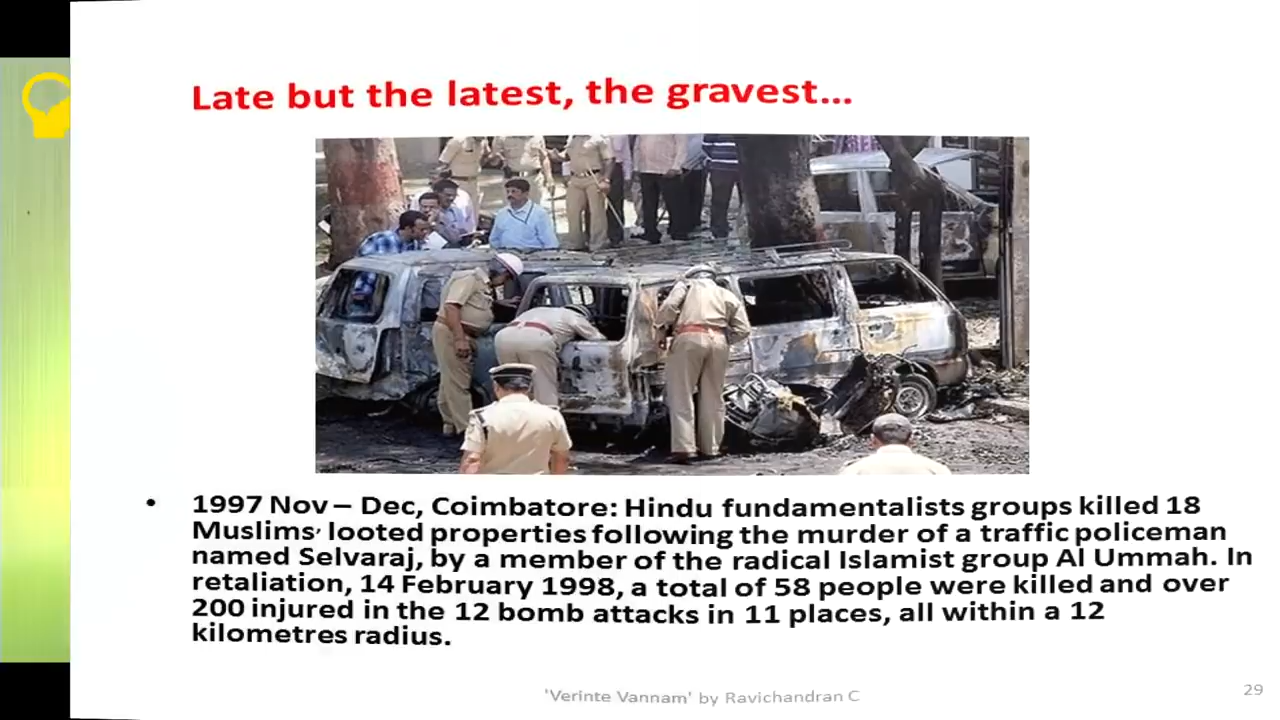 Late but the latest, the gravest...
• 1997 Nov – Dec, Coimbatore: Hindu fundamentalists groups killed 18
Muslims, looted properties following the murder of a traffic policeman
named Selvaraj, by a member of the radical Islamist group Al Ummah. In
retaliation, 14 February 1998, a total of 58 people were killed and over
200 injured in the 12 bomb attacks in 11 places, all within a 12
kilometres radius.
'Verinte Vannam' by Ravichandran C
29